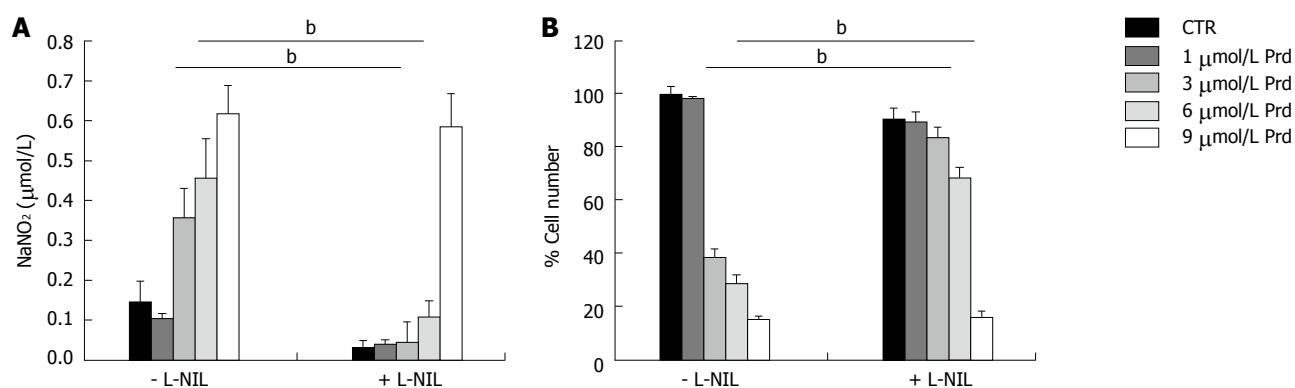 A
b
b
0.8
0.7
0.6
0.5
0.4
0.3
0.2
0.1
0.0
NaNO₂ (μmol/L)
- L-NIL
+ L-NIL
B
b
b
120
100
80
60
40
20
0
% Cell number
- L-NIL
+ L-NIL
CTR
1 μmol/L Prd
3 μmol/L Prd
6 μmol/L Prd
9 μmol/L Prd